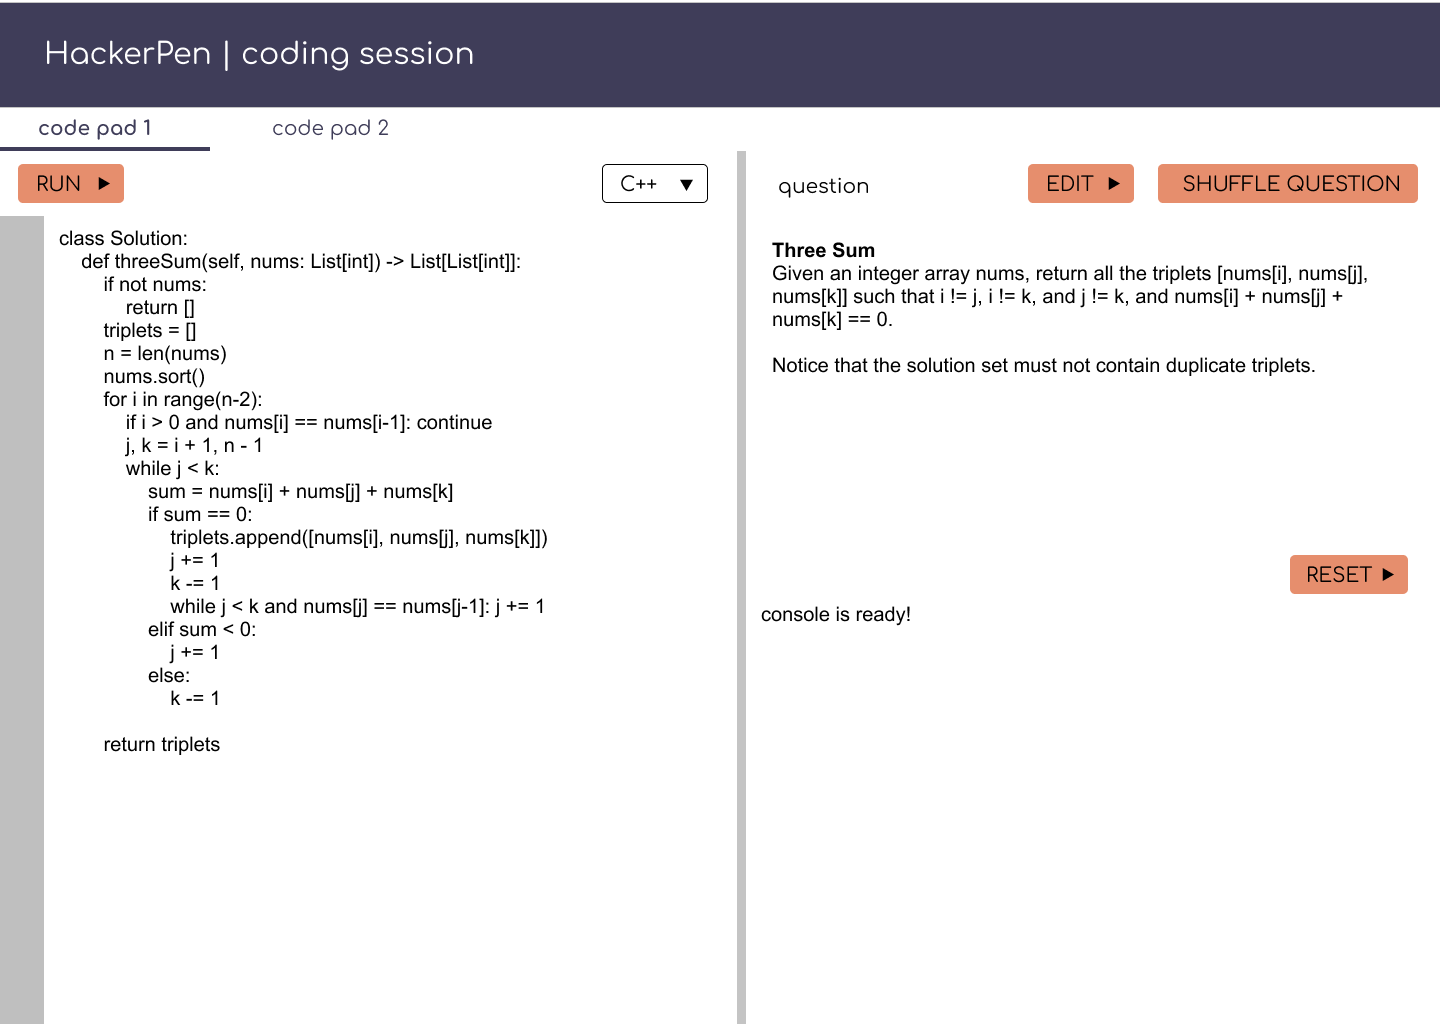 HackerPen | coding session
code pad 1
code pad 2
RUN
C++
class Solution:
def threeSum(self, nums: List[int]) -> List[List[int]]:
if not nums:
return []
triplets = []
n = len(nums)
nums.sort()
for i in range(n-2):
if i > 0 and nums[i] == nums[i-1]: continue
j, k = i + 1, n - 1
while j < k:
sum = nums[i] + nums[j] + nums[k]
if sum == 0:
triplets.append([nums[i], nums[j], nums[k]])
j += 1
k -= 1
while j < k and nums[j] == nums[j-1]: j += 1
elif sum < 0:
j += 1
else:
k -= 1
return triplets
question
EDIT
SHUFFLE QUESTION
Three Sum
Given an integer array nums, return all the triplets [nums[i], nums[j],
nums[k]] such that i != j, i != k, and j != k, and nums[i] + nums[j] +
nums[k] == 0.
Notice that the solution set must not contain duplicate triplets.
RESET
console is ready!